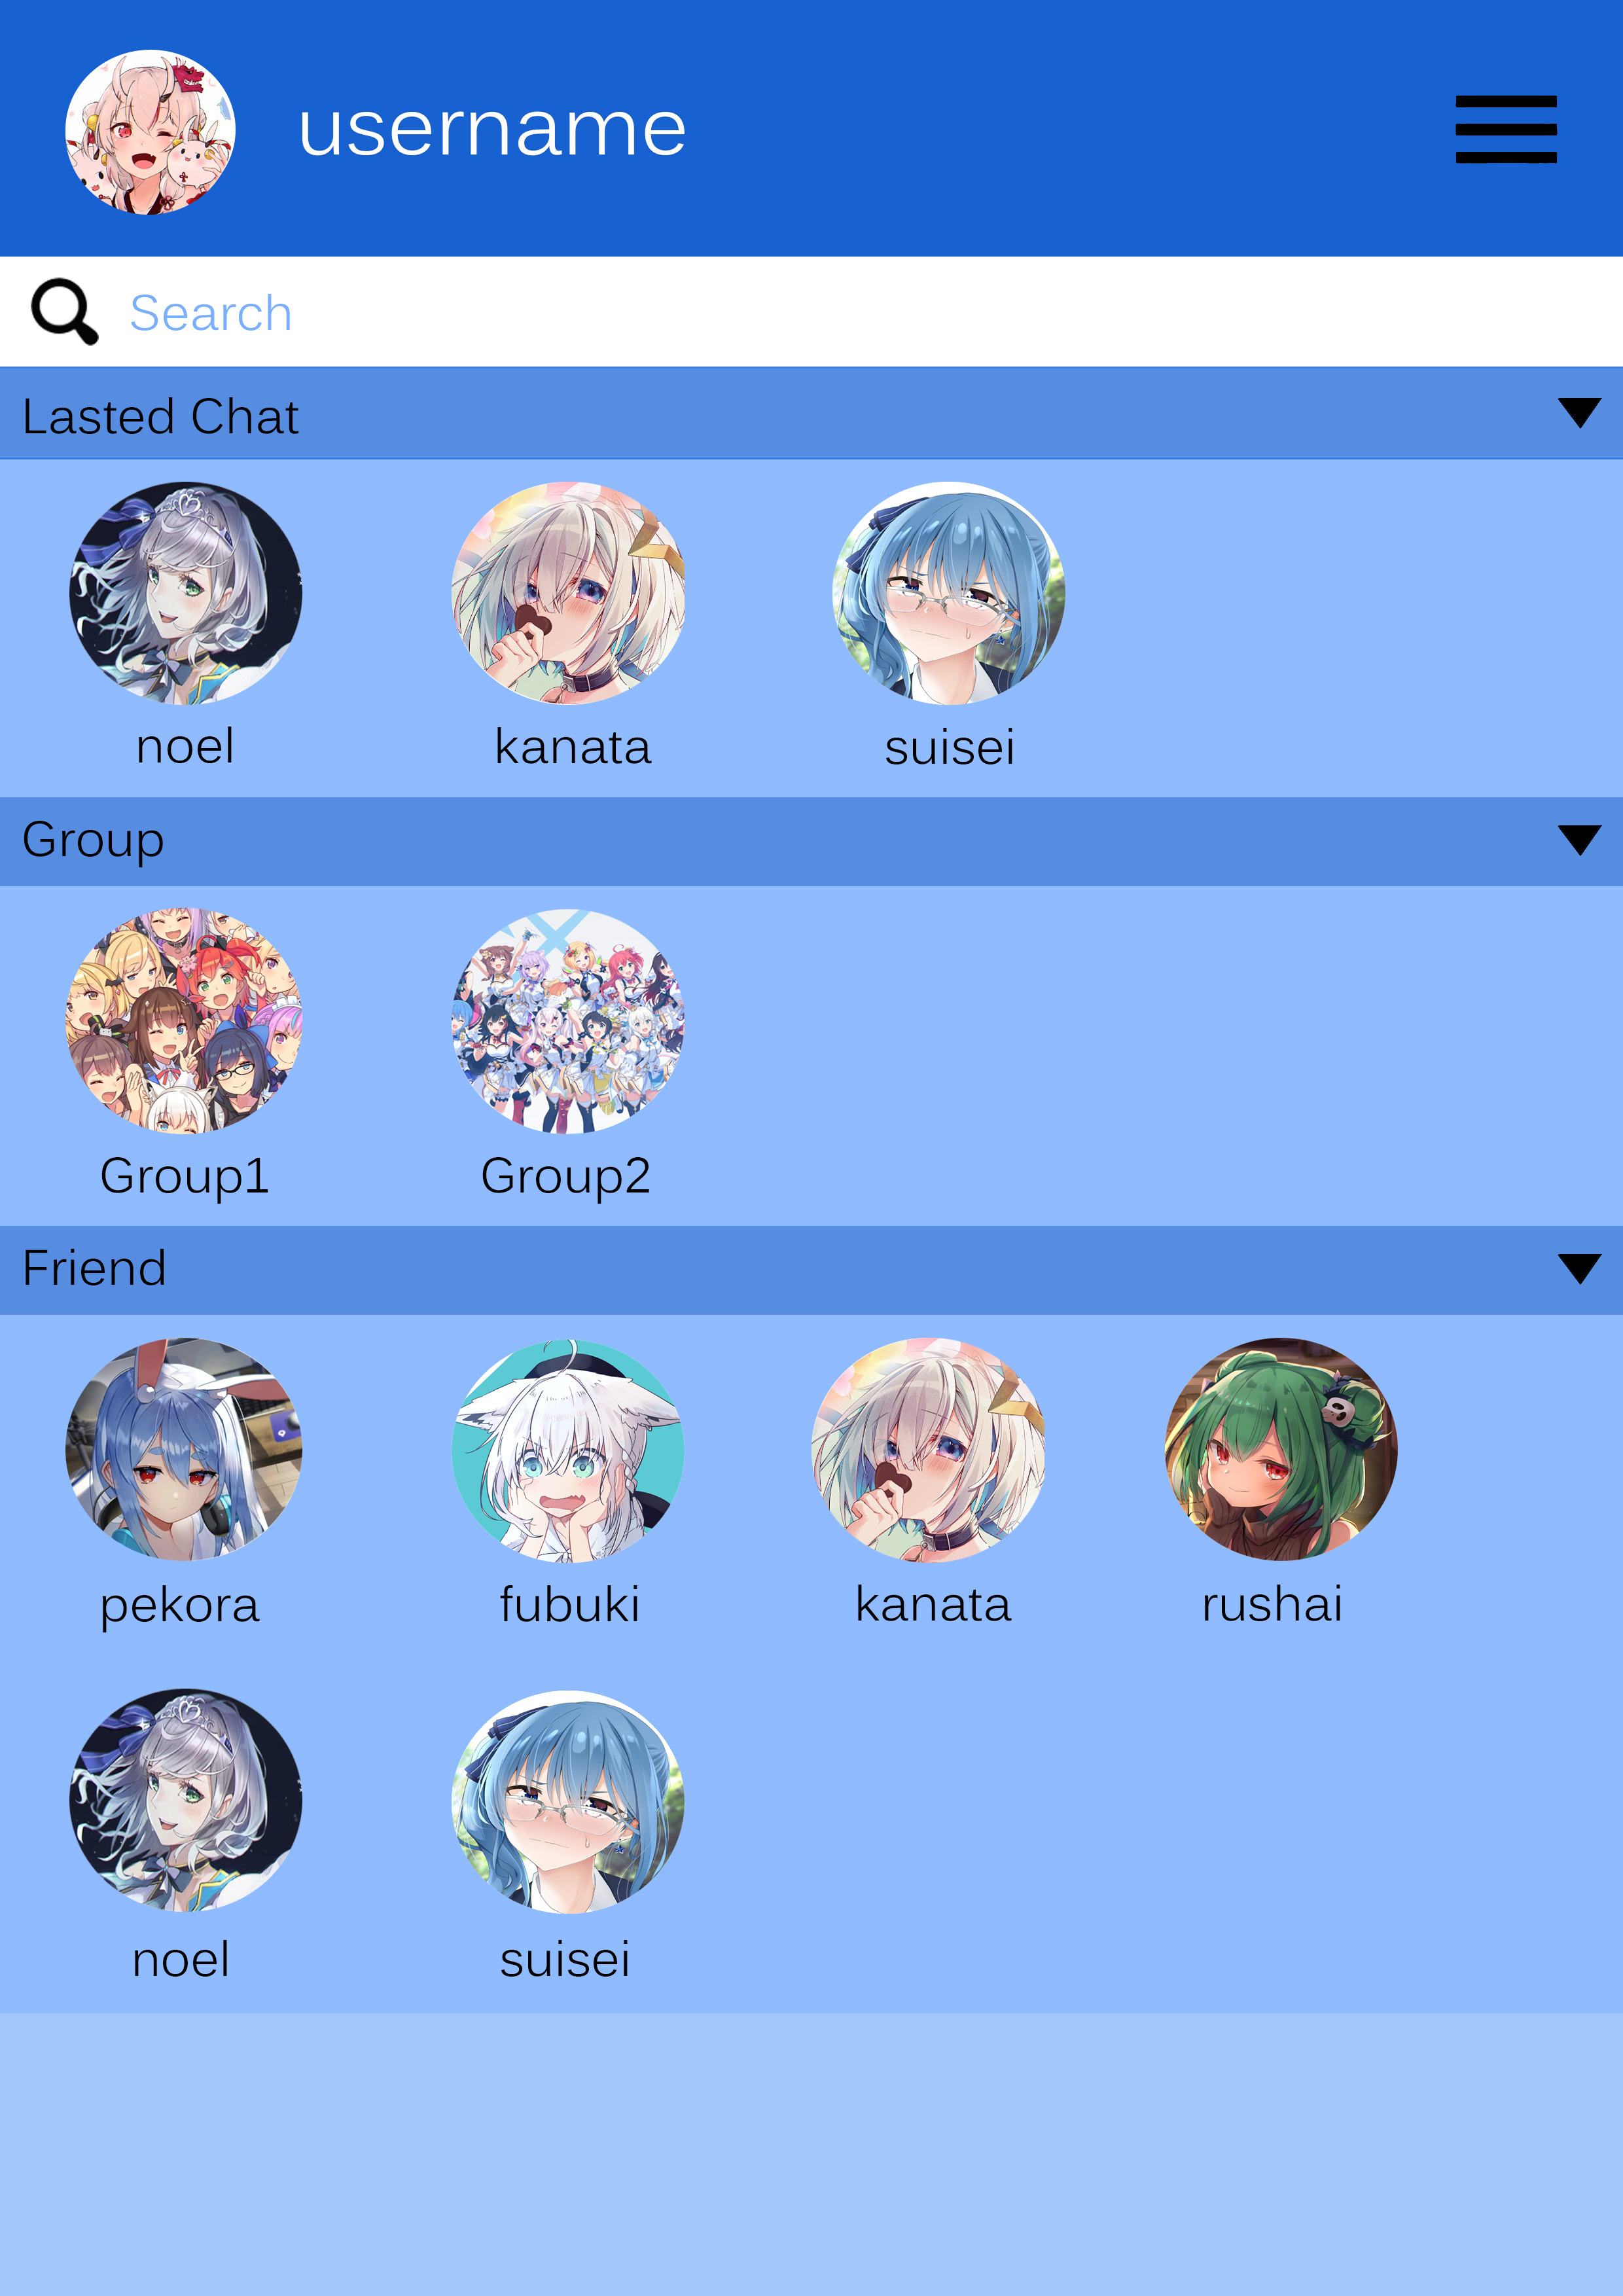 username
Search
Lasted Chat
noel kanata suisei
Group
Group1 Group2
Friend
pekora fubuki kanata rushai
noel suisei